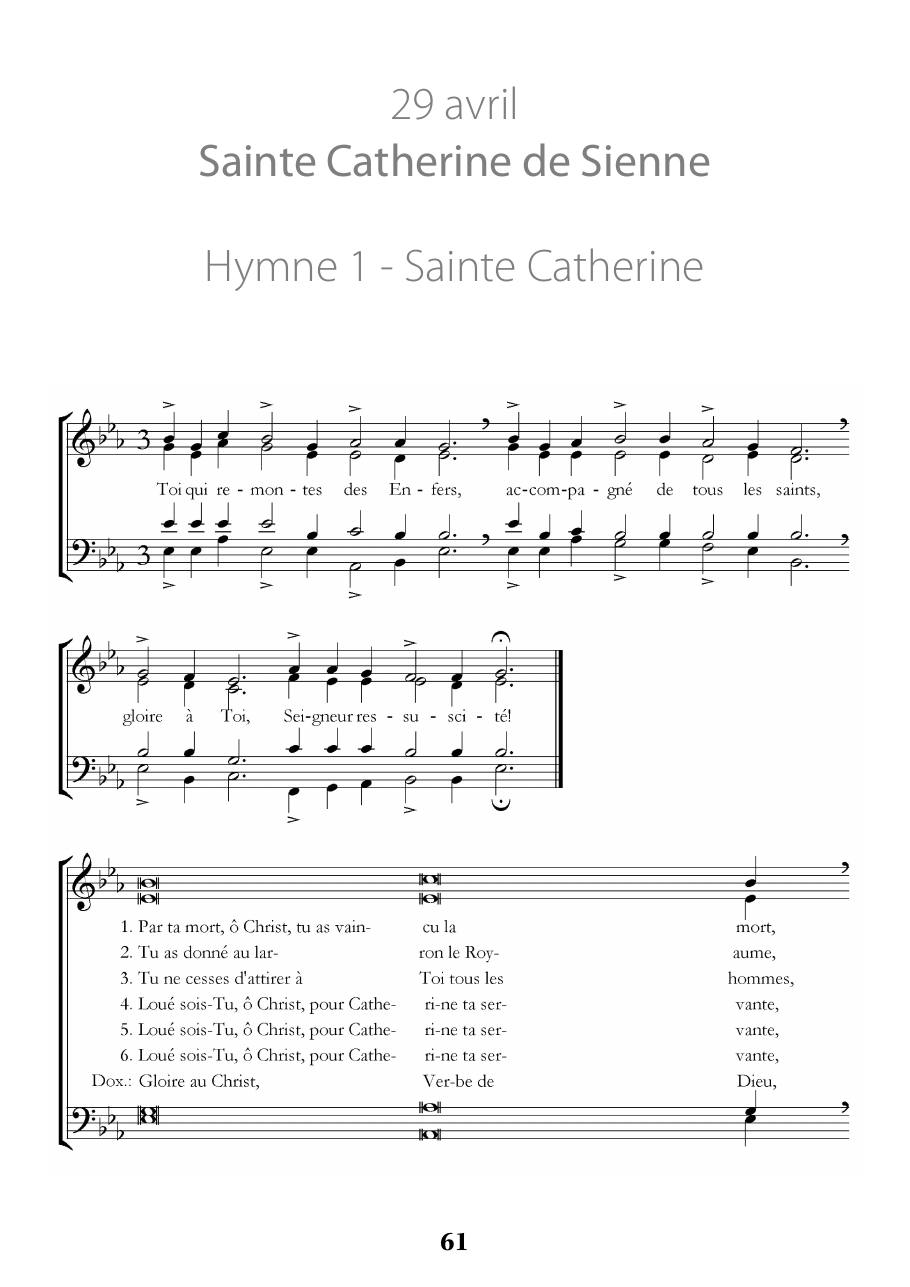 29 avril
Sainte Catherine de Sienne
Hymne 1 - Sainte Catherine
3
Toi qui re - mon - tes des En - fers, ac-com-pa - gné de tous les saints,
3
gloire à Toi, Sei-gneur res - su - sci - té!
1. Par ta mort, ô Christ, tu as vain- cu la mort,
2. Tu as donné au lar- ron le Roy- aume,
3. Tu ne cesses d'attirer à Toi tous les hommes,
4. Loué sois-Tu, ô Christ, pour Cathe- ri-ne ta ser- vante,
5. Loué sois-Tu, ô Christ, pour Cathe- ri-ne ta ser- vante,
6. Loué sois-Tu, ô Christ, pour Cathe- ri-ne ta ser- vante,
Dox.: Gloire au Christ, Ver-be de Dieu,
61